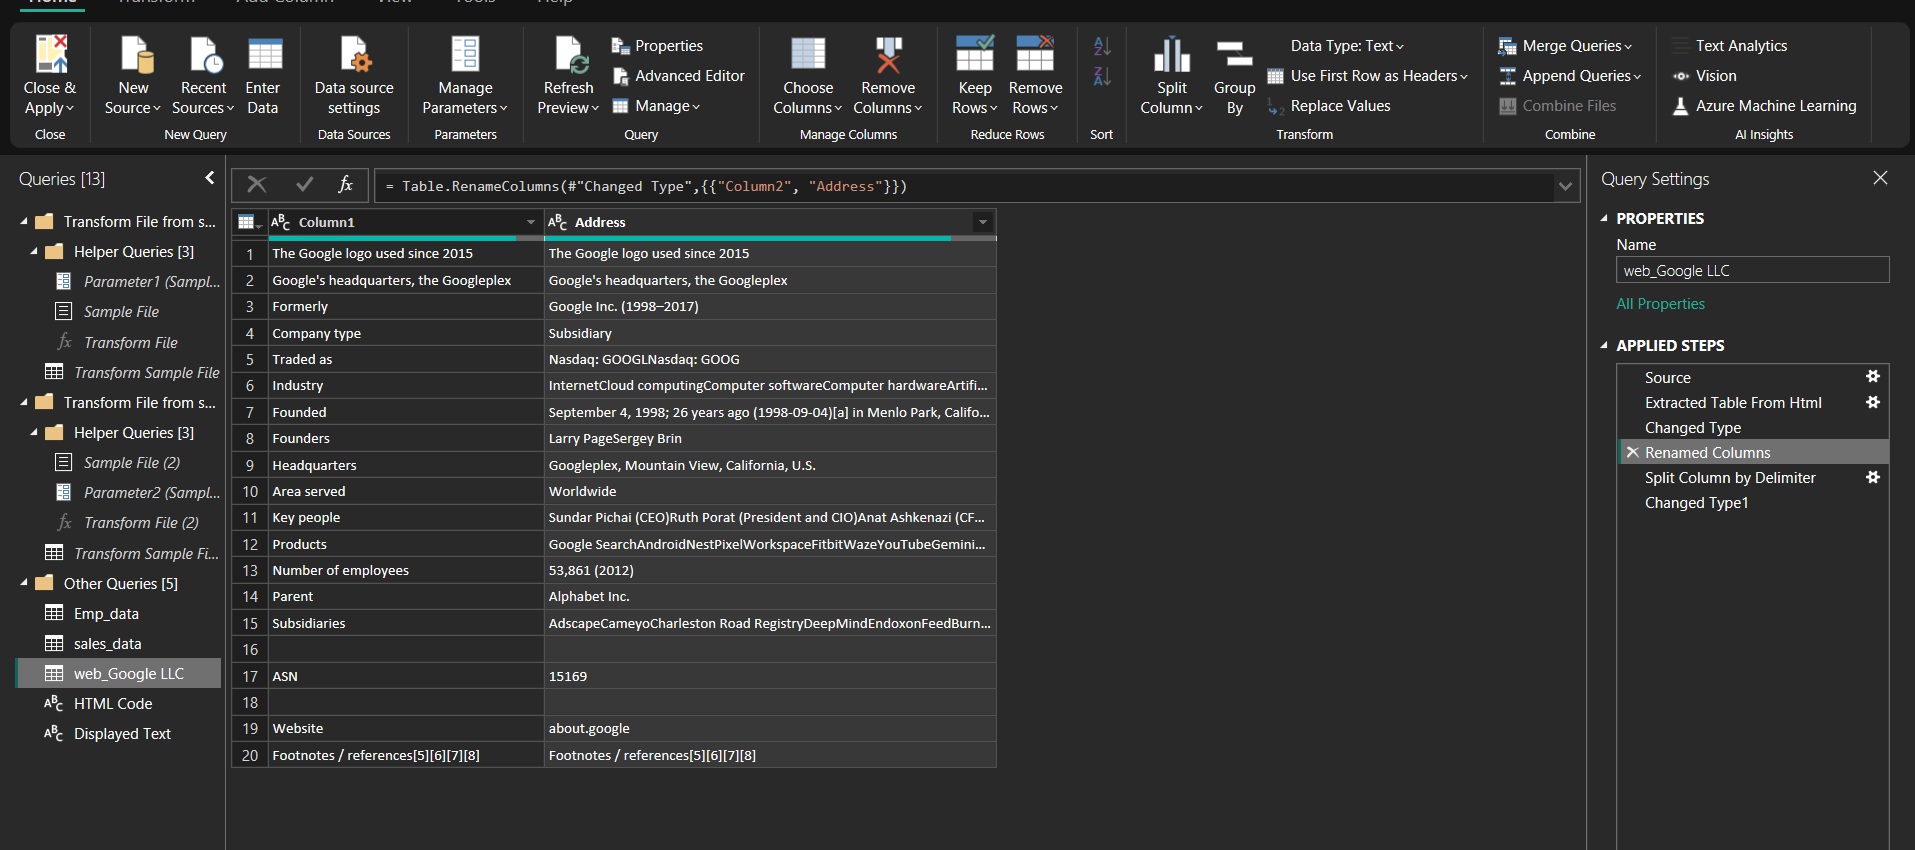 Home Transform Add Column View Tools Help
Close & Apply
Close
New Source
Recent Sources
Enter Data
New Query
Data source settings
Data Sources
Manage Parameters
Parameters
Refresh Preview
Properties
Advanced Editor
Manage
Query
Choose Columns
Remove Columns
Manage Columns
Keep Rows
Remove Rows
Reduce Rows
Sort
Split Column
Group By
Data Type: Text
Use First Row as Headers
Replace Values
Transform
Merge Queries
Append Queries
Combine Files
Combine
Text Analytics
Vision
Azure Machine Learning
AI Insights
Queries [13]
Transform File from s...
Helper Queries [3]
Parameter1 (Sampl...
Sample File
fx Transform File
Transform Sample File
Transform File from s...
Helper Queries [3]
Sample File (2)
Parameter2 (Sampl...
fx Transform File (2)
Transform Sample Fi...
Other Queries [5]
Emp_data
sales_data
web_Google LLC
ABC HTML Code
ABC Displayed Text
fx = Table.RenameColumns(#"Changed Type",{{"Column2", "Address"}})
ABC Column1 ABC Address
1 The Google logo used since 2015 The Google logo used since 2015
2 Google's headquarters, the Googleplex Google's headquarters, the Googleplex
3 Formerly Google Inc. (1998–2017)
4 Company type Subsidiary
5 Traded as Nasdaq: GOOGLNasdaq: GOOG
6 Industry InternetCloud computingComputer softwareComputer hardwareArtifi...
7 Founded September 4, 1998; 26 years ago (1998-09-04)[a] in Menlo Park, Califo...
8 Founders Larry PageSergey Brin
9 Headquarters Googleplex, Mountain View, California, U.S.
10 Area served Worldwide
11 Key people Sundar Pichai (CEO)Ruth Porat (President and CIO)Anat Ashkenazi (CF...
12 Products Google SearchAndroidNestPixelWorkspaceFitbitWazeYouTubeGemini...
13 Number of employees 53,861 (2012)
14 Parent Alphabet Inc.
15 Subsidiaries AdscapeCameyoCharleston Road RegistryDeepMindEndoxonFeedBurn...
16
17 ASN 15169
18
19 Website about.google
20 Footnotes / references[5][6][7][8] Footnotes / references[5][6][7][8]
Query Settings
PROPERTIES
Name
web_Google LLC
All Properties
APPLIED STEPS
Source
Extracted Table From Html
Changed Type
Renamed Columns
Split Column by Delimiter
Changed Type1